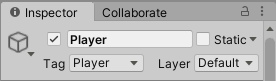 Inspector Collaborate
Player Static
Tag Player Layer Default